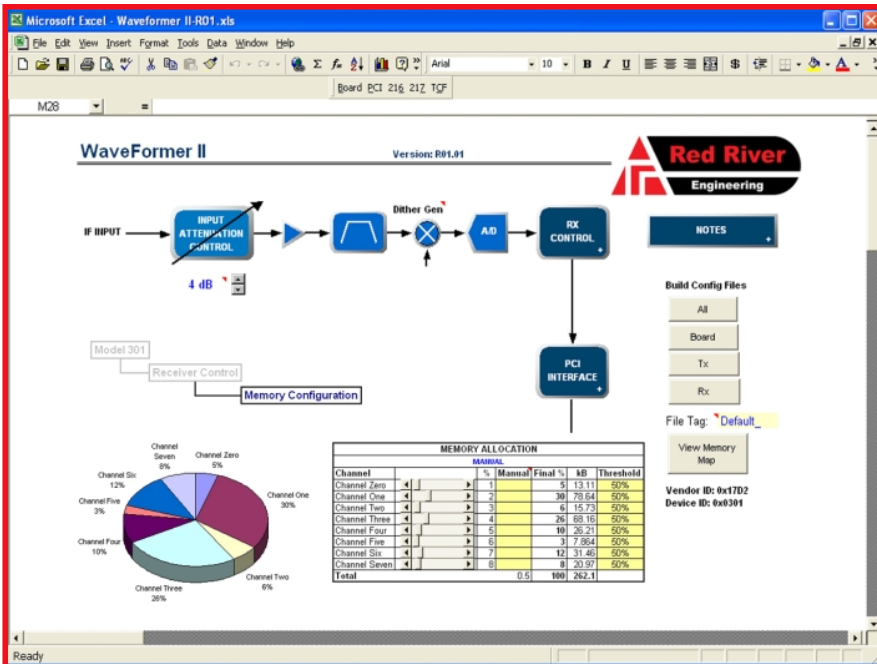 Microsoft Excel - Waveformer II-R01.xls
File Edit View Insert Format Tools Data Window Help
Arial 10 B I U $
Board PCI 216 217 TCF
M28 =
WaveFormer II
Version: R01.01
Red River
Engineering
IF INPUT
INPUT ATTENUATION CONTROL
Dither Gen
A/D
RX CONTROL +
NOTES +
4 dB
Build Config Files
All
Board
Tx
Rx
PCI INTERFACE +
Model 301
Receiver Control
Memory Configuration
File Tag: Default_
View Memory Map
Vendor ID: 0x17D2
Device ID: 0x0301
Channel Zero 5%
Channel One 30%
Channel Two 6%
Channel Three 26%
Channel Four 10%
Channel Five 3%
Channel Six 12%
Channel Seven 8%
MEMORY ALLOCATION
MANUAL
Channel % Manual Final % kB Threshold
Channel Zero 1 5 13.11 50%
Channel One 2 30 78.64 50%
Channel Two 3 6 15.73 50%
Channel Three 4 26 68.16 50%
Channel Four 5 10 26.21 50%
Channel Five 6 3 7.864 50%
Channel Six 7 12 31.46 50%
Channel Seven 8 8 20.97 50%
Total 0.5 100 262.1
Ready